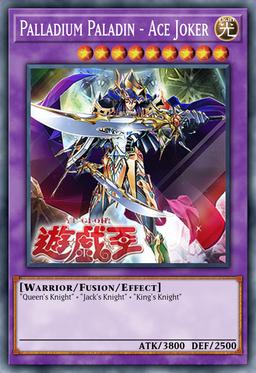 Palladium Paladin - Ace Joker
LIGHT
光
YU-GI-OH!
遊戯王
[Warrior/Fusion/Effect]
"Queen's Knight" + "Jack's Knight" + "King's Knight"
ATK/3800 DEF/2500